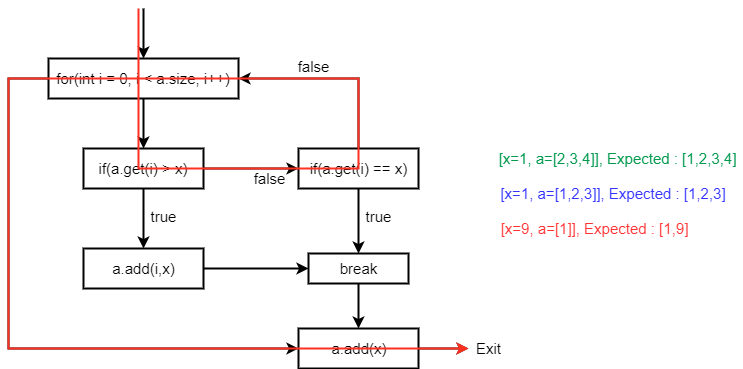 false
for(int i = 0, i < a.size, i++)
if(a.get(i) > x)
false
if(a.get(i) == x)
[x=1, a=[2,3,4]], Expected : [1,2,3,4]
[x=1, a=[1,2,3]], Expected : [1,2,3]
true
true
[x=9, a=[1]], Expected : [1,9]
a.add(i,x)
break
a.add(x)
Exit